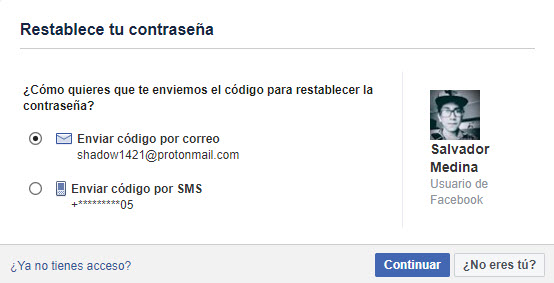 Restablece tu contraseña
¿Cómo quieres que te enviemos el código para restablecer la
contraseña?
Enviar código por correo
shadow1421@protonmail.com
Enviar código por SMS
+*********05
Salvador
Medina
Usuario de
Facebook
¿Ya no tienes acceso?
Continuar
¿No eres tú?